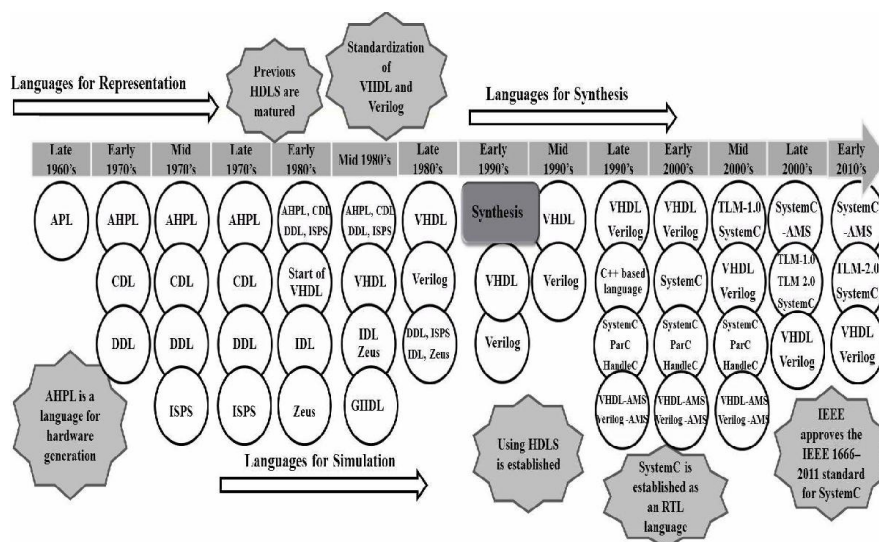 Languages for Representation
Previous
HDLS are
matured
Standardization
of
VHDL and
Verilog
Languages for Synthesis
Late
1960's
Early
1970's
Mid
1970's
Late
1970's
Early
1980's
Mid 1980's
Late
1980's
Early
1990's
Mid
1990's
Late
1990's
Early
2000's
Mid
2000's
Late
2000's
Early
2010's
APL
AHPL
CDL
DDL
AHPL
CDL
DDL
ISPS
AHPL
CDL
DDL
ISPS
AHPL, CDL
DDL, ISPS
Start of
VHDL
IDL
Zeus
AHPL, CDL
DDL, ISPS
VHDL
IDL
Zeus
GHDL
VHDL
Verilog
DDL, ISPS
IDL, Zeus
Synthesis
VHDL
Verilog
VHDL
Verilog
VHDL
Verilog
C++ based
language
SystemC
ParC
HandleC
VHDL-AMS
Verilog-AMS
VHDL
Verilog
SystemC
SystemC
ParC
HandleC
VHDL-AMS
Verilog-AMS
TLM-1.0
SystemC
VHDL
Verilog
SystemC
ParC
HandleC
VHDL-AMS
Verilog-AMS
SystemC
-AMS
TLM-1.0
TLM 2.0
SystemC
VHDL
Verilog
SystemC
-AMS
TLM-2.0
SystemC
VHDL
Verilog
AHPL is a
language for
hardware
generation
Languages for Simulation
Using HDLS
is established
SystemC is
established as
an RTL
language
IEEE
approves the
IEEE 1666–
2011 standard
for SystemC